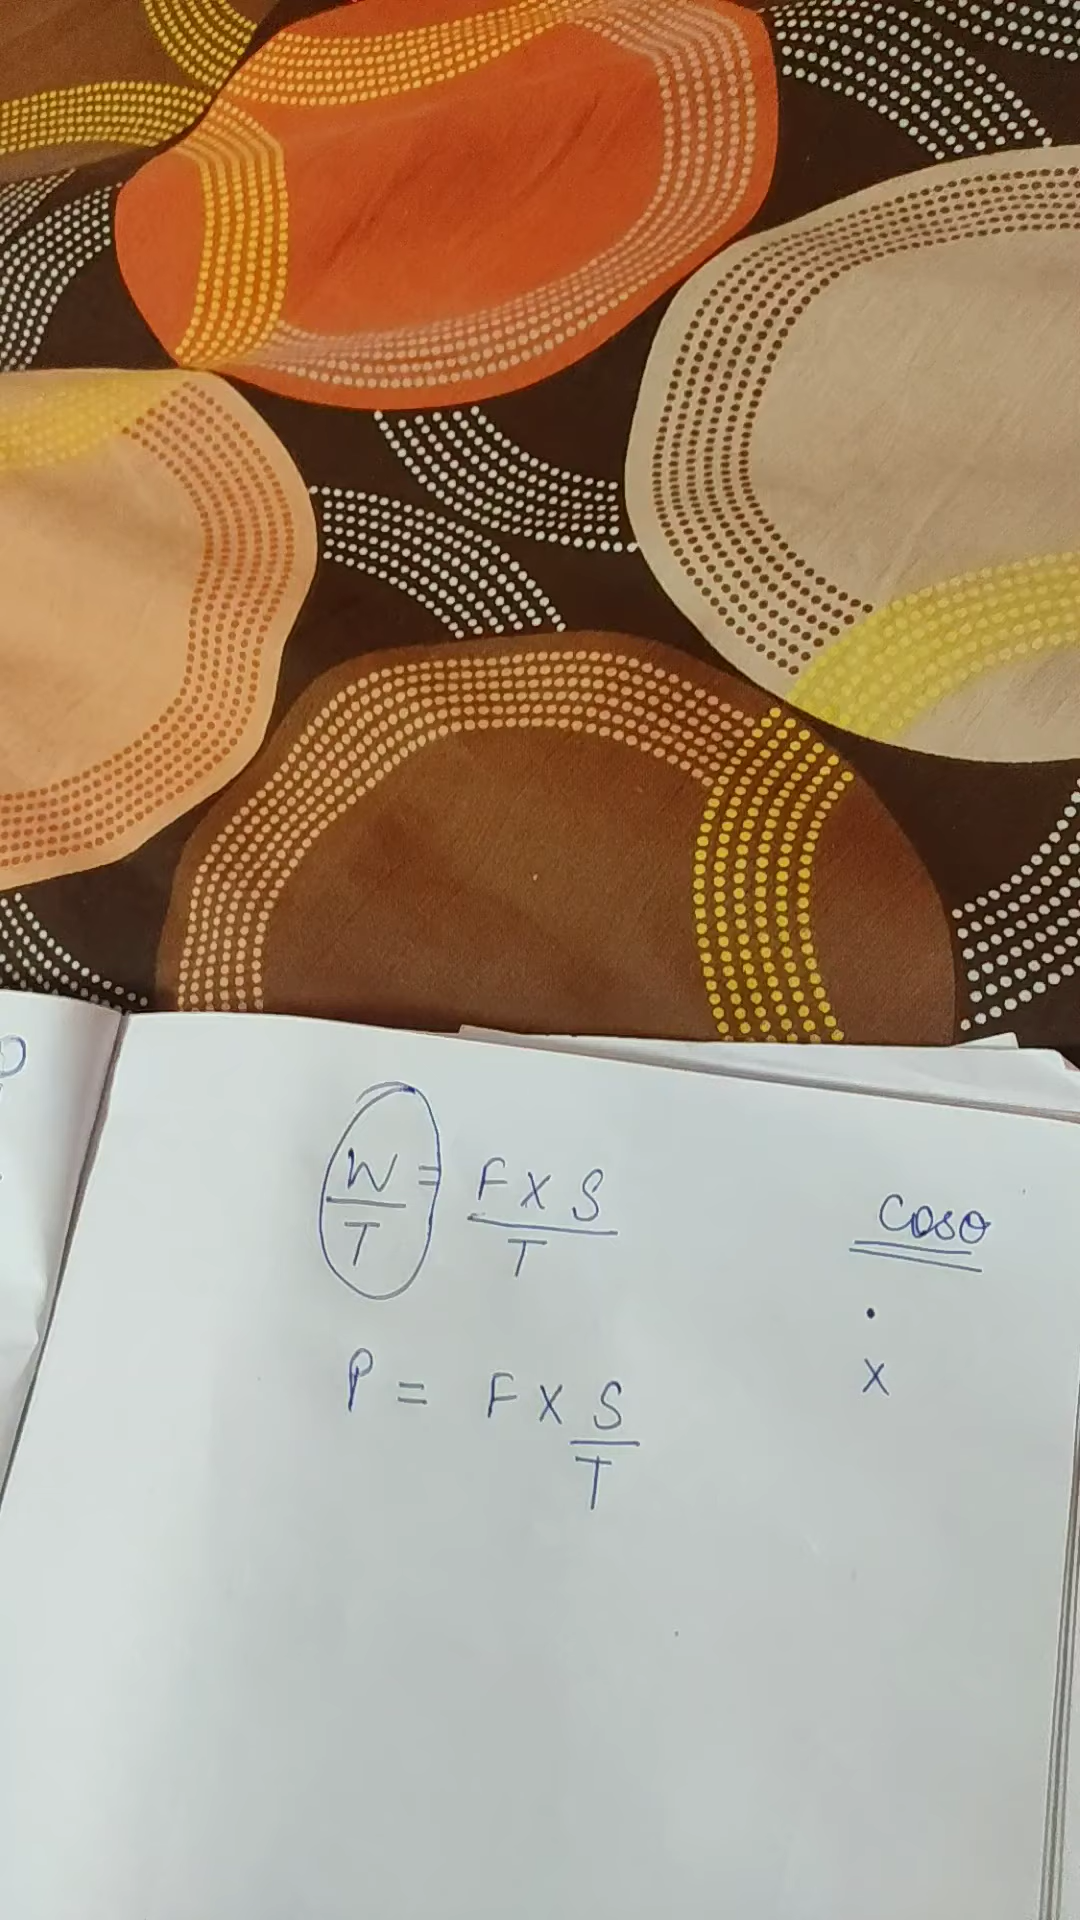 W/T = F X S/T
cosθ
.
X
P = F X S/T